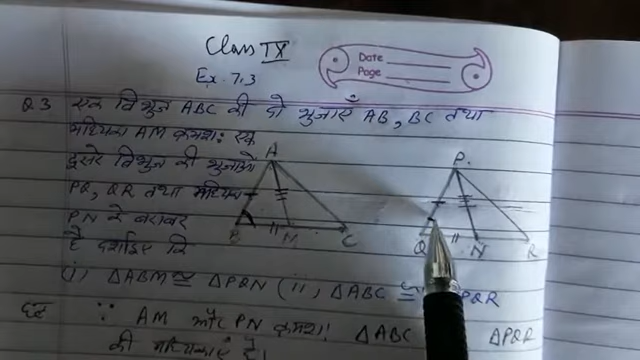 Class IX
Date
Page
Ex. 7.3
Q.3 एक त्रिभुज ABC की दो भुजाएँ AB, BC तथा
माध्यिका AM क्रमशः एक
दूसरे त्रिभुज की भुजाओं
PQ, QR तथा माध्यिका
PN के बराबर
है दर्शाइए कि
A
B
M
C
P
Q
N
R
(i) ΔABM ≅ ΔPQN (ii) ΔABC ≅ PQR
हल ∵ AM और PN क्रमशः ΔABC ΔPQR
की माध्यिकाएं हैं।